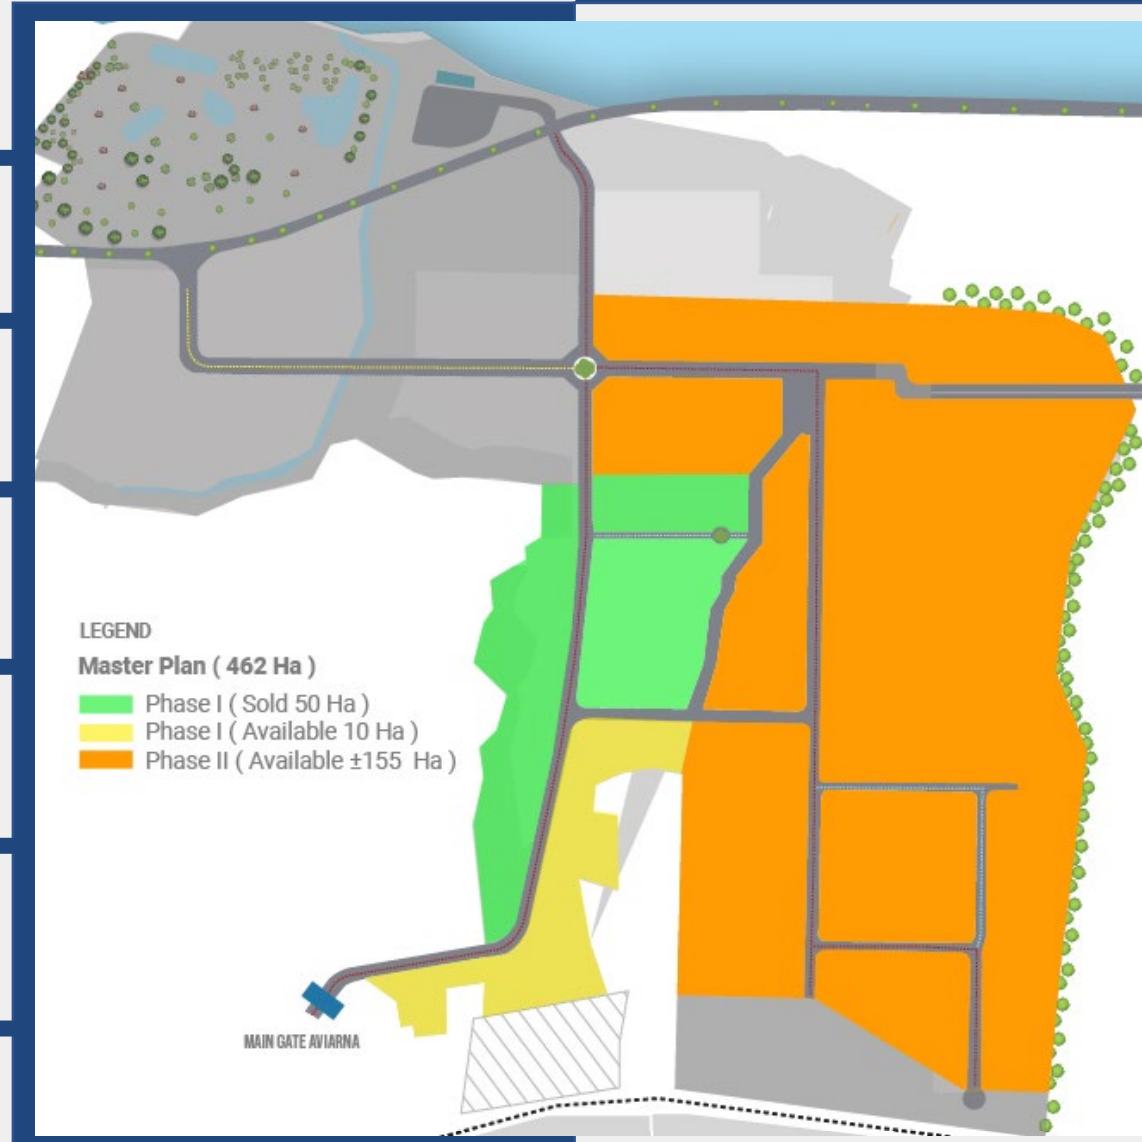 LEGEND
Master Plan ( 462 Ha )
Phase I ( Sold 50 Ha )
Phase I ( Available 10 Ha )
Phase II ( Available ±155 Ha )
MAIN GATE AVIARNA